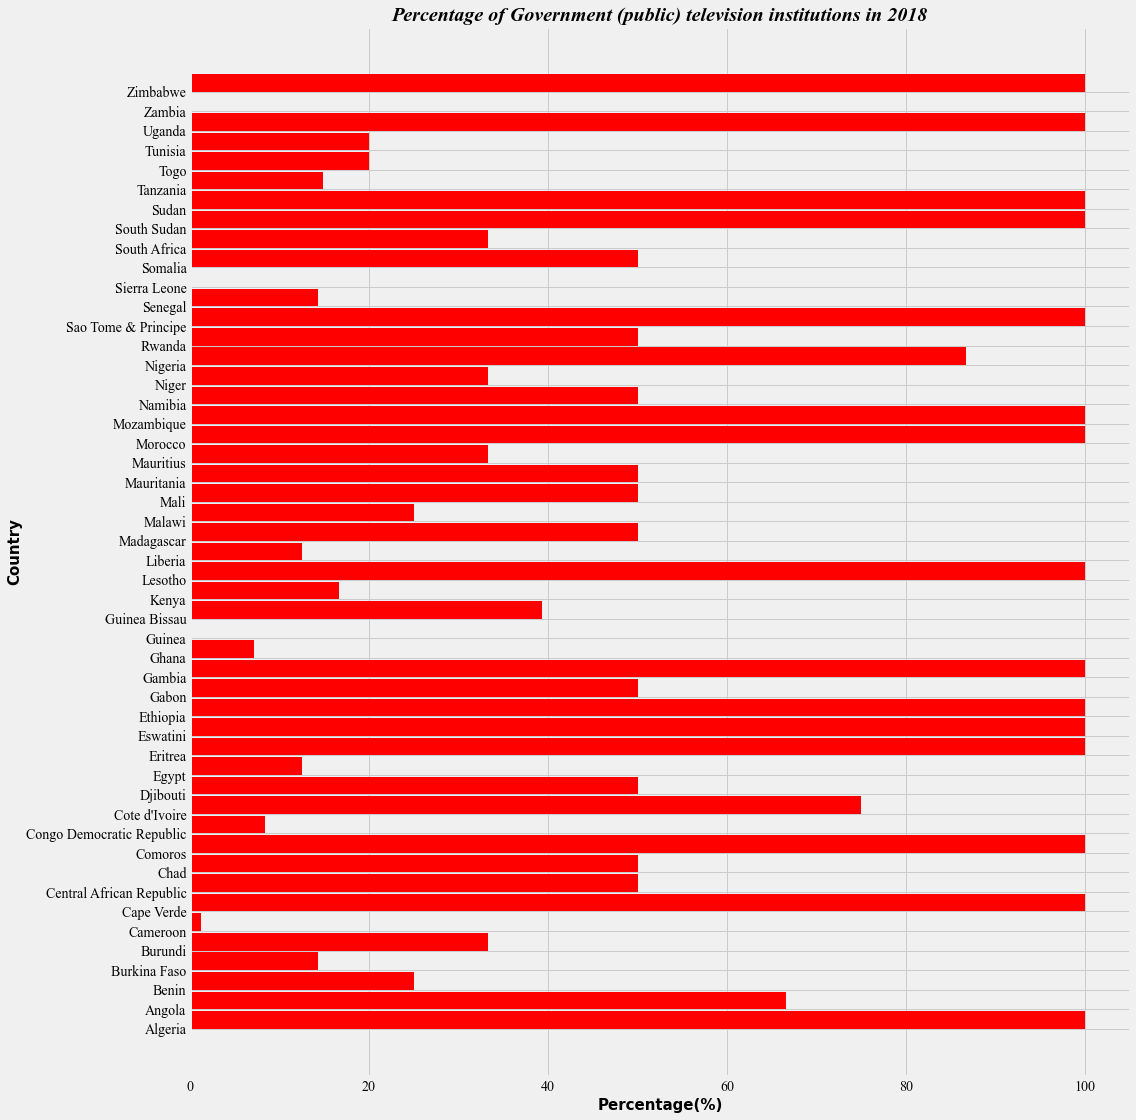 Percentage of Government (public) television institutions in 2018
Zimbabwe
Zambia
Uganda
Tunisia
Togo
Tanzania
Sudan
South Sudan
South Africa
Somalia
Sierra Leone
Senegal
Sao Tome & Principe
Rwanda
Nigeria
Niger
Namibia
Mozambique
Morocco
Mauritius
Mauritania
Mali
Malawi
Madagascar
Liberia
Lesotho
Kenya
Guinea Bissau
Guinea
Ghana
Gambia
Gabon
Ethiopia
Eswatini
Eritrea
Egypt
Djibouti
Cote d'Ivoire
Congo Democratic Republic
Comoros
Chad
Central African Republic
Cape Verde
Cameroon
Burundi
Burkina Faso
Benin
Angola
Algeria
Country
0 20 40 60 80 100
Percentage(%)